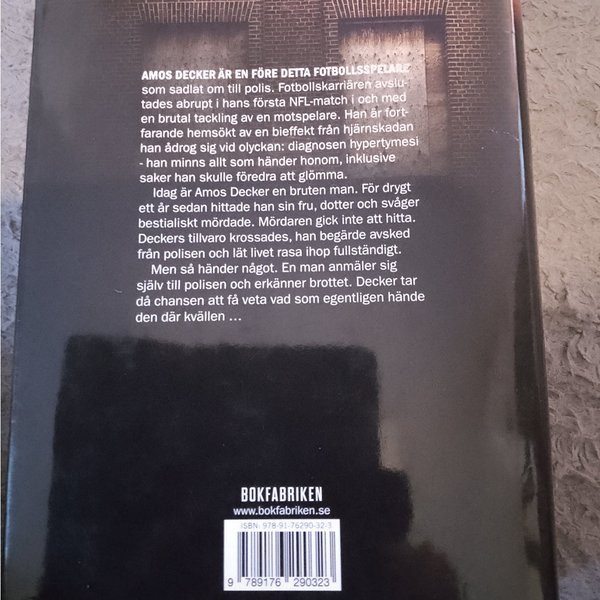 AMOS DECKER ÄR EN FÖRE DETTA FOTBOLLSSPELARE
som sadlat om till polis. Fotbollskarriären avslu-
tades abrupt i hans första NFL-match i och med
en brutal tackling av en motspelare. Han är fort-
farande hemsökt av en bieffekt från hjärnskadan
han ådrog sig vid olyckan: diagnosen hypertymesi
- han minns allt som händer honom, inklusive
saker han skulle föredra att glömma.
Idag är Amos Decker en bruten man. För drygt
ett år sedan hittade han sin fru, dotter och svåger
bestialiskt mördade. Mördaren gick inte att hitta.
Deckers tillvaro krossades, han begärde avsked
från polisen och lät livet rasa ihop fullständigt.
Men så händer något. En man anmäler sig
själv till polisen och erkänner brottet. Decker tar
då chansen att få veta vad som egentligen hände
den där kvällen ...
BOKFABRIKEN
www.bokfabriken.se
ISBN: 978-91-76290-32-3
9 789176 290323